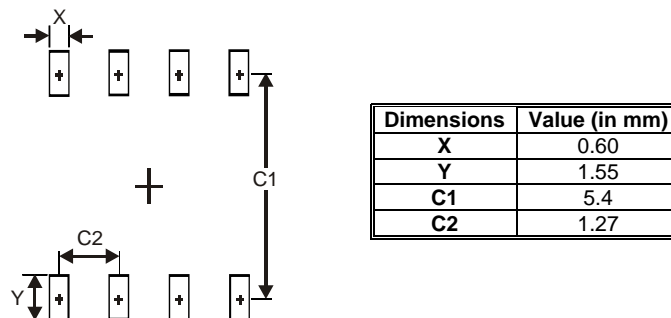 X
C1
C2
Y
Dimensions Value (in mm)
X 0.60
Y 1.55
C1 5.4
C2 1.27